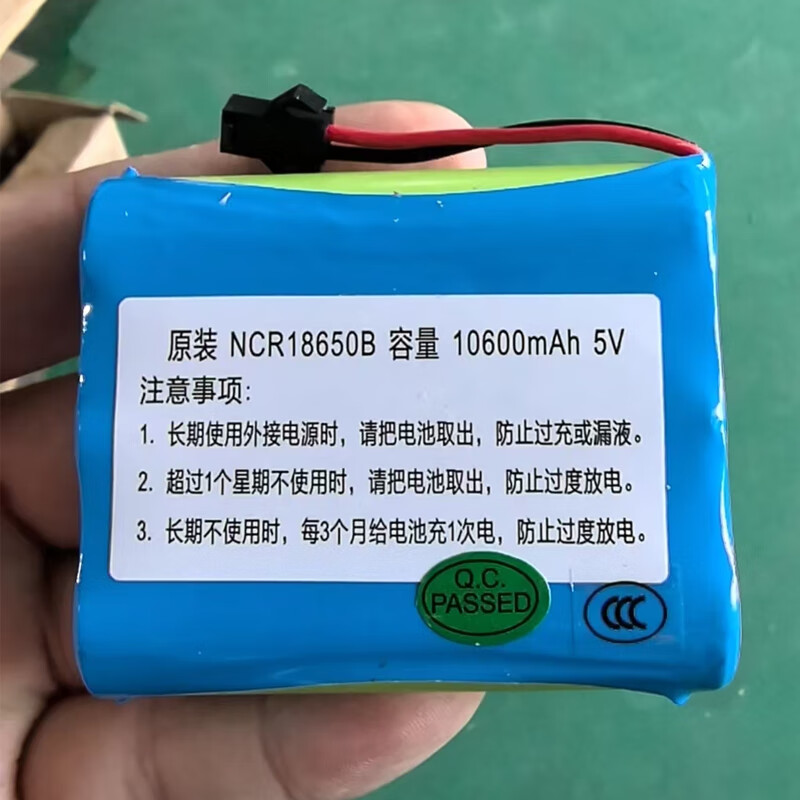 原装 NCR18650B 容量 10600mAh 5V
注意事项:
1. 长期使用外接电源时，请把电池取出，防止过充或漏液。
2. 超过1个星期不使用时，请把电池取出，防止过度放电。
3. 长期不使用时，每3个月给电池充1次电，防止过度放电。
Q.C.
PASSED
CCC